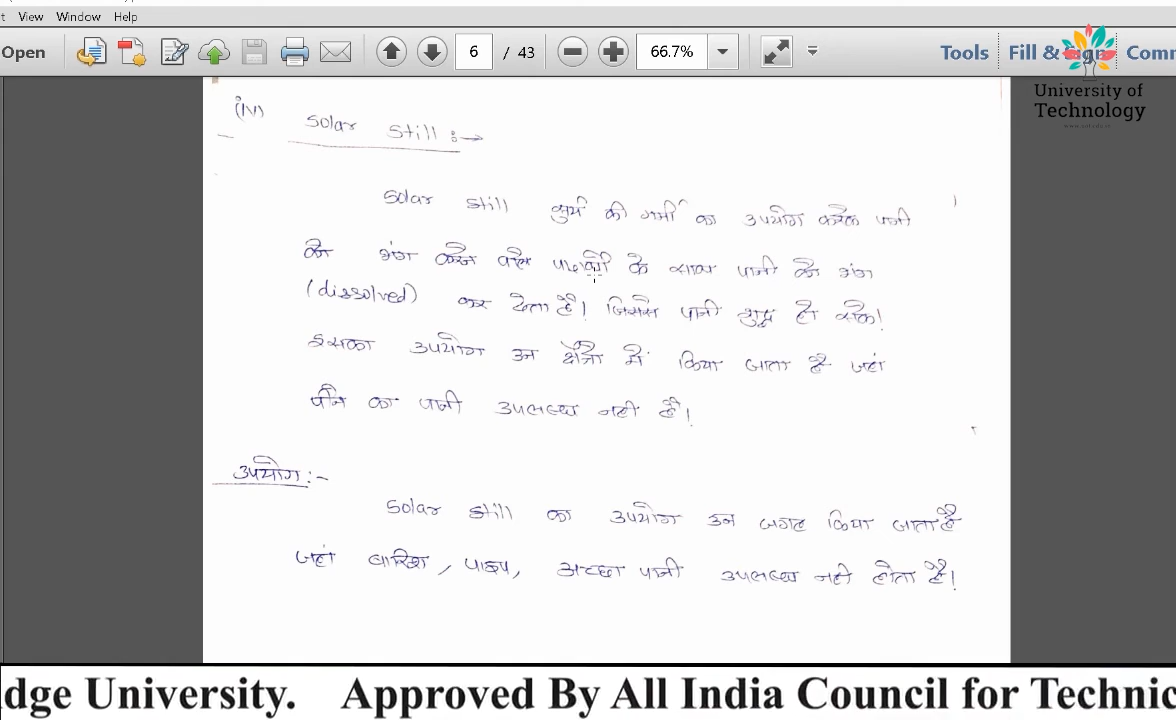 View Window Help
Open 6 / 43 66.7% Tools Fill & Sign Comm
University of
Technology
(iv) Solar Still :→
Solar Still सूर्य की गर्मी का उपयोग करके पानी
के भंग करने वाले पदार्थो के साथ पानी के भंग
(dissolved) कर देता है। जिससे पानी शुद्ध हो सके।
इसका उपयोग उन क्षेत्रो में किया जाता है जहां
पीने का पानी उपलब्ध नही है।
उपयोग :-
Solar Still का उपयोग उन जगह किया जाता है
जहां बारिश, पाइप, अच्छा पानी उपलब्ध नही होता है।
dge University. Approved By All India Council for Technic